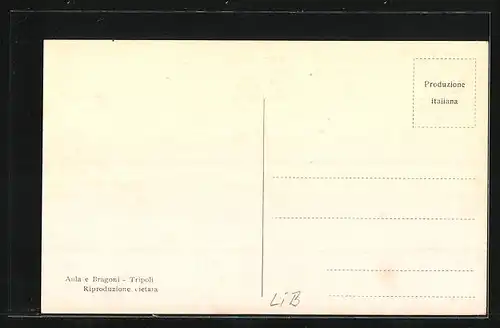 Produzione
italiana
Aula e Bragoni - Tripoli
Riproduzione vietata
LiB